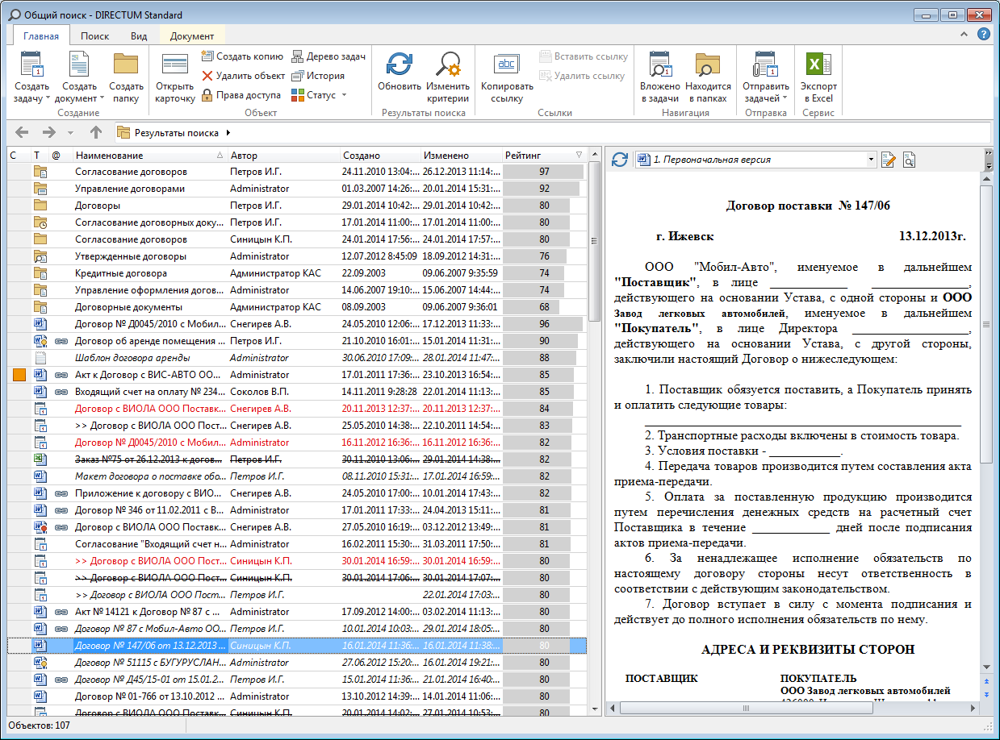 Общий поиск - DIRECTUM Standard
Главная Поиск Вид Документ
Создать задачу Создать документ Создать папку
Создание
Открыть карточку Создать копию Удалить объект Права доступа Дерево задач История Статус
Объект
Обновить Изменить критерии
Результаты поиска
Копировать ссылку Вставить ссылку Удалить ссылку
Ссылки
Вложено в задачи Находится в папках
Навигация
Отправить задачей
Отправка
Экспорт в Excel
Сервис
Результаты поиска
С Т @ Наименование Автор Создано Изменено Рейтинг
Согласование договоров Петров И.Г. 24.11.2010 13:04:... 26.12.2013 11:14:... 97
Управление договорами Administrator 01.03.2007 14:26:... 20.01.2014 15:31:... 92
Договоры Петров И.Г. 29.01.2014 10:42:... 29.01.2014 10:42:... 80
Согласование договорных доку... Петров И.Г. 17.01.2014 11:00:... 17.01.2014 11:00:... 80
Согласование договоров Синицын К.П. 24.01.2014 17:56:... 24.01.2014 17:57:... 80
Утвержденные договоры Administrator 12.07.2012 8:45:09 18.09.2012 14:31:... 76
Кредитные договора Администратор КАС 22.09.2003 09.06.2007 9:35:59 74
Управление оформления догов... Administrator 14.06.2007 19:10:... 15.06.2007 14:44:... 74
Договорные документы Администратор КАС 08.09.2003 09.06.2007 9:36:01 68
Договор № Д0045/2010 с Мобил... Снегирев А.В. 24.05.2010 12:06:... 17.12.2013 11:33:... 96
Договор об аренде помещения ... Петров И.Г. 21.10.2010 16:01:... 15.01.2014 11:31:... 90
Шаблон договора аренды Administrator 30.06.2010 17:09:... 28.01.2014 11:47:... 88
Акт к Договор с ВИС-АВТО ОО... Administrator 17.01.2011 17:36:... 23.10.2013 16:54:... 85
Входящий счет на оплату № 234... Соколов В.П. 14.11.2011 9:28:28 22.01.2014 11:13:... 85
Договор с ВИОЛА ООО Поставк... Снегирев А.В. 20.11.2013 12:37:... 20.11.2013 12:37:... 84
>> Договор с ВИОЛА ООО Пост... Снегирев А.В. 25.05.2010 14:38:... 22.10.2011 14:54:... 83
Договор № Д0045/2010 с Мобил... Administrator 16.11.2012 16:36:... 16.11.2012 16:36:... 82
Заказ №75 от 26.12.2013 к догов... Петров И.Г. 30.11.2010 13:06:... 29.01.2014 14:38:... 82
Макет договора о поставке обо... Петров И.Г. 08.11.2010 15:31:... 17.01.2014 16:59:... 82
Приложение к договору с ВИО... Снегирев А.В. 24.05.2010 17:00:... 10.01.2014 17:43:... 82
Договор № 346 от 11.02.2011 с В... Administrator 17.01.2011 17:33:... 24.04.2013 15:11:... 81
Договор с ВИОЛА ООО Поставк... Снегирев А.В. 27.05.2010 16:19:... 03.12.2012 13:49:... 81
Согласование "Входящий счет н... Administrator 16.02.2011 15:30:... 31.03.2011 17:50:... 81
>> Договор с ВИОЛА ООО Пост... Синицын К.П. 30.01.2014 16:59:... 30.01.2014 16:59:... 80
>> Договор с ВИОЛА ООО Пост... Синицын К.П. 30.01.2014 17:06:... 30.01.2014 17:07:... 80
>> Договор с ВИОЛА ООО Пост... Петров И.Г. 22.01.2014 17:03:... 80
Акт № 14121 к Договор № 87 с ... Петров И.Г. 17.09.2012 14:00:... 03.02.2014 11:13:... 80
Договор № 87 с Мобил-Авто ОО... Петров И.Г. 10.01.2014 10:03:... 29.01.2014 18:05:... 80
Договор № 147/06 от 13.12.2013 ... Синицын К.П. 16.01.2014 11:36:... 16.01.2014 11:38:... 80
Договор № 51115 с БУГУРУСЛАН... Administrator 27.06.2012 15:20:... 16.01.2014 19:21:... 80
Договор № Д45/15-01 от 15.01.2... Петров И.Г. 15.01.2014 11:36:... 21.01.2014 16:40:... 80
Договор № 01-766 от 13.10.2012 ... Administrator 13.10.2012 14:39:... 14.01.2014 11:06:... 80
Договор с ВИОЛА ООО Поставк... Снегирев А.В. 20.01.2014 14:02:... 27.01.2014 10:53:... 80
Объектов: 107
1. Первоначальная версия
Договор поставки № 147/06
г. Ижевск 13.12.2013г.
ООО "Мобил-Авто", именуемое в дальнейшем
"Поставщик", в лице _____________ ________________,
действующего на основании Устава, с одной стороны и ООО
Завод легковых автомобилей, именуемое в дальнейшем
"Покупатель", в лице Директора ___________________,
действующего на основании Устава, с другой стороны,
заключили настоящий Договор о нижеследующем:
1. Поставщик обязуется поставить, а Покупатель принять
и оплатить следующие товары:
2. Транспортные расходы включены в стоимость товара.
3. Условия поставки - ____________.
4. Передача товаров производится путем составления акта
приема-передачи.
5. Оплата за поставленную продукцию производится
путем перечисления денежных средств на расчетный счет
Поставщика в течение _____________ дней после подписания
актов приема-передачи.
6. За ненадлежащее исполнение обязательств по
настоящему договору стороны несут ответственность в
соответствии с действующим законодательством.
7. Договор вступает в силу с момента подписания и
действует до полного исполнения обязательств по нему.
АДРЕСА И РЕКВИЗИТЫ СТОРОН
ПОСТАВЩИК ПОКУПАТЕЛЬ
ООО Завод легковых автомобилей